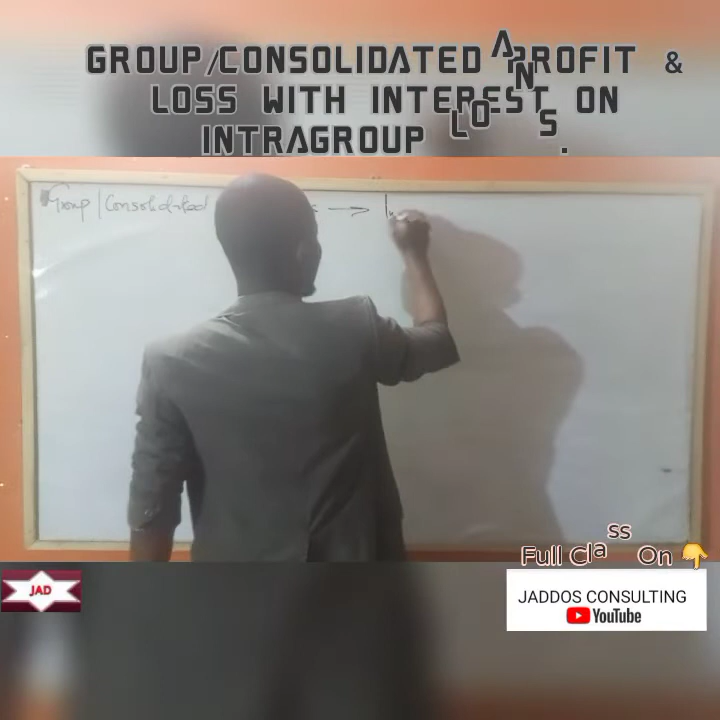 GROUP/CONSOLIDATED PROFIT &
LOSS WITH INTEREST ON
INTRAGROUP LOANS.
Group | Consolidated
Full Class On 👇
JAD
JADDOS CONSULTING
YouTube